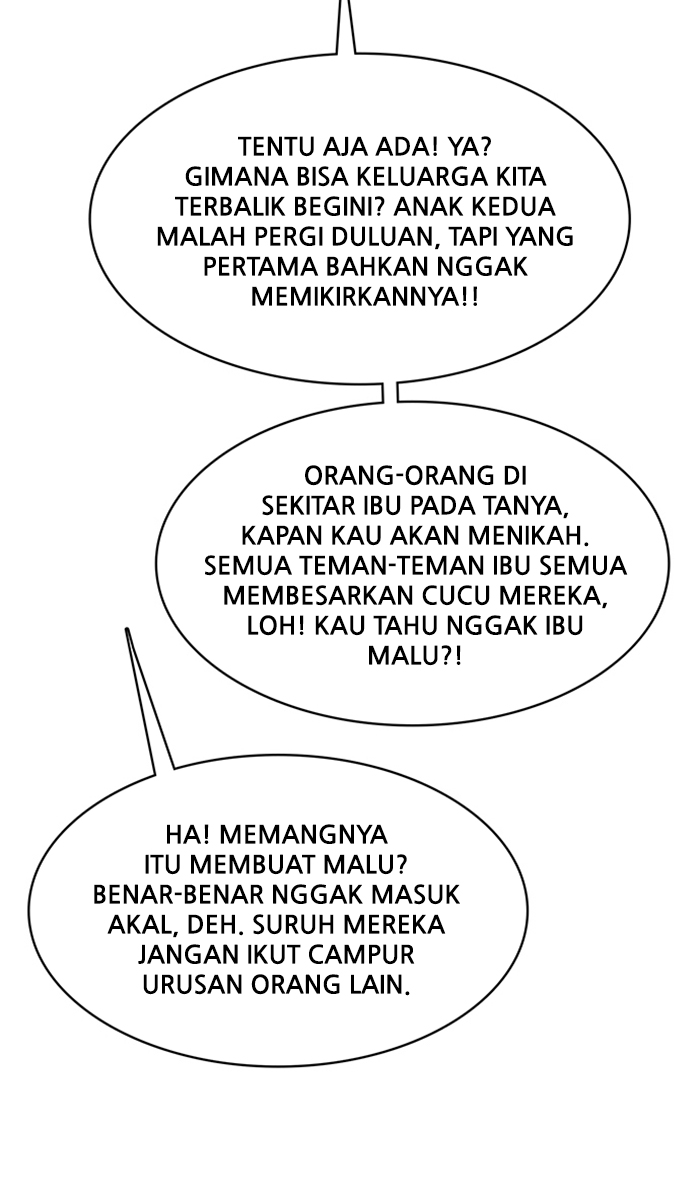 TENTU AJA ADA! YA?
GIMANA BISA KELUARGA KITA
TERBALIK BEGINI? ANAK KEDUA
MALAH PERGI DULUAN, TAPI YANG
PERTAMA BAHKAN NGGAK
MEMIKIRKANNYA!!
ORANG-ORANG DI
SEKITAR IBU PADA TANYA,
KAPAN KAU AKAN MENIKAH.
SEMUA TEMAN-TEMAN IBU SEMUA
MEMBESARKAN CUCU MEREKA,
LOH! KAU TAHU NGGAK IBU
MALU?!
HA! MEMANGNYA
ITU MEMBUAT MALU?
BENAR-BENAR NGGAK MASUK
AKAL, DEH. SURUH MEREKA
JANGAN IKUT CAMPUR
URUSAN ORANG LAIN.